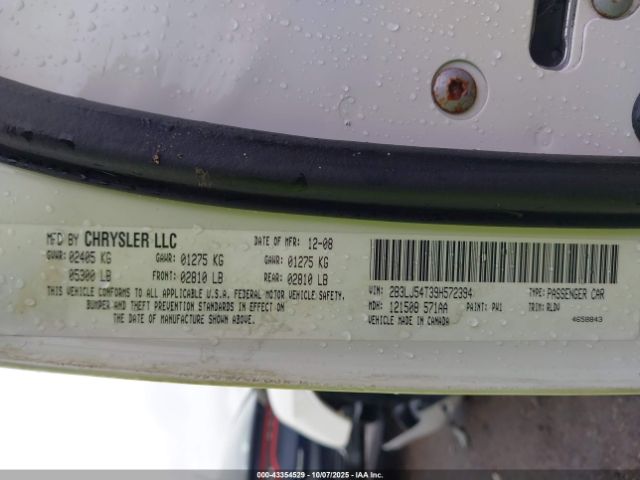 MFD BY CHRYSLER LLC DATE OF MFR: 12-08
GVWR: 02405 KG GAWR: 01275 KG GAWR: 01275 KG
05300 LB FRONT: 02810 LB REAR: 02810 LB
THIS VEHICLE CONFORMS TO ALL APPLICABLE U.S.A. FEDERAL MOTOR VEHICLE SAFETY,
BUMPER AND THEFT PREVENTION STANDARDS IN EFFECT ON
THE DATE OF MANUFACTURE SHOWN ABOVE.
VIN: 2B3LJ54T39H572394 TYPE: PASSENGER CAR
MDH: 121508 571AA PAINT: PW1 TRIM: RLDV
VEHICLE MADE IN CANADA 4658843
000-43354529 - 10/07/2025 - IAAI.COM